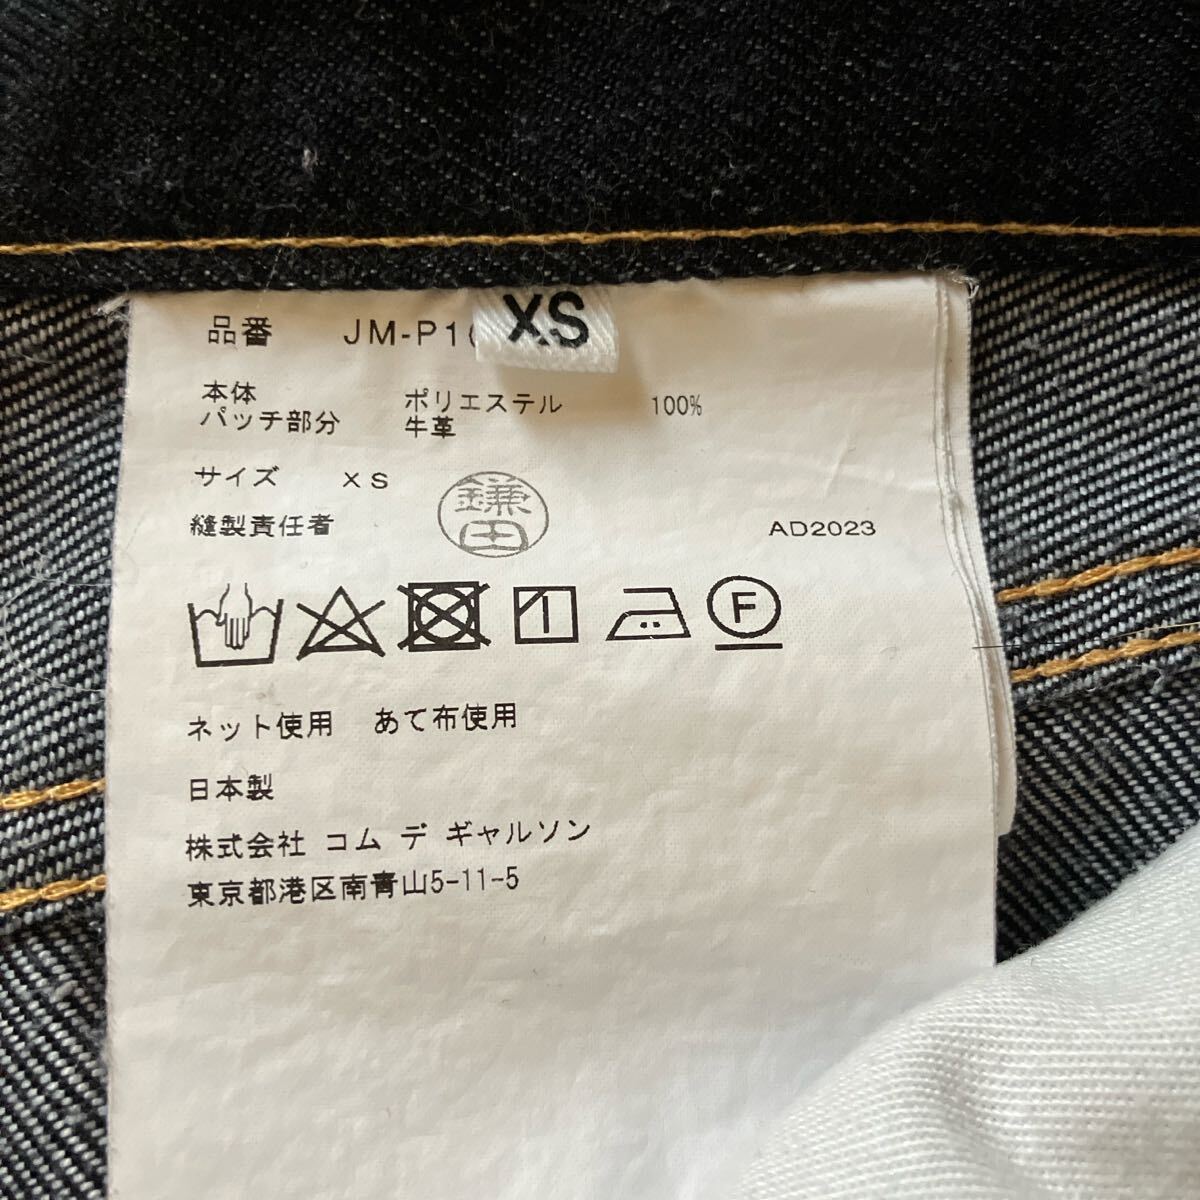 XS
品番 JM-P1(
本体 ポリエステル 100%
パッチ部分 牛革
サイズ XS
縫製責任者 鎌田 AD2023
F
ネット使用 あて布使用
日本製
株式会社 コム デ ギャルソン
東京都港区南青山5-11-5